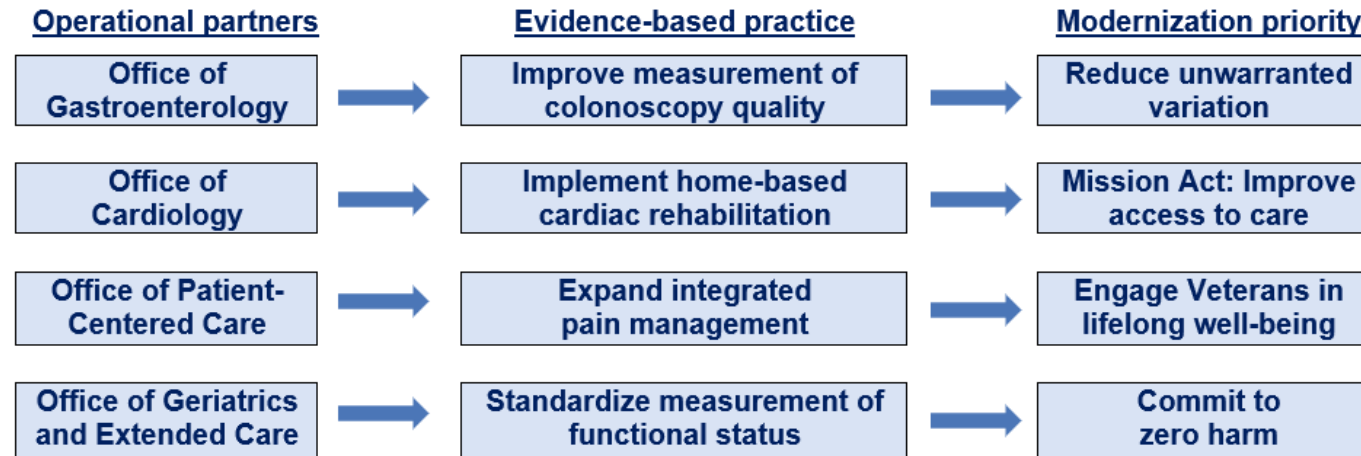 Operational partners
Evidence-based practice
Modernization priority
Office of
Gastroenterology
Improve measurement of
colonoscopy quality
Reduce unwarranted
variation
Office of
Cardiology
Implement home-based
cardiac rehabilitation
Mission Act: Improve
access to care
Office of Patient-
Centered Care
Expand integrated
pain management
Engage Veterans in
lifelong well-being
Office of Geriatrics
and Extended Care
Standardize measurement of
functional status
Commit to
zero harm